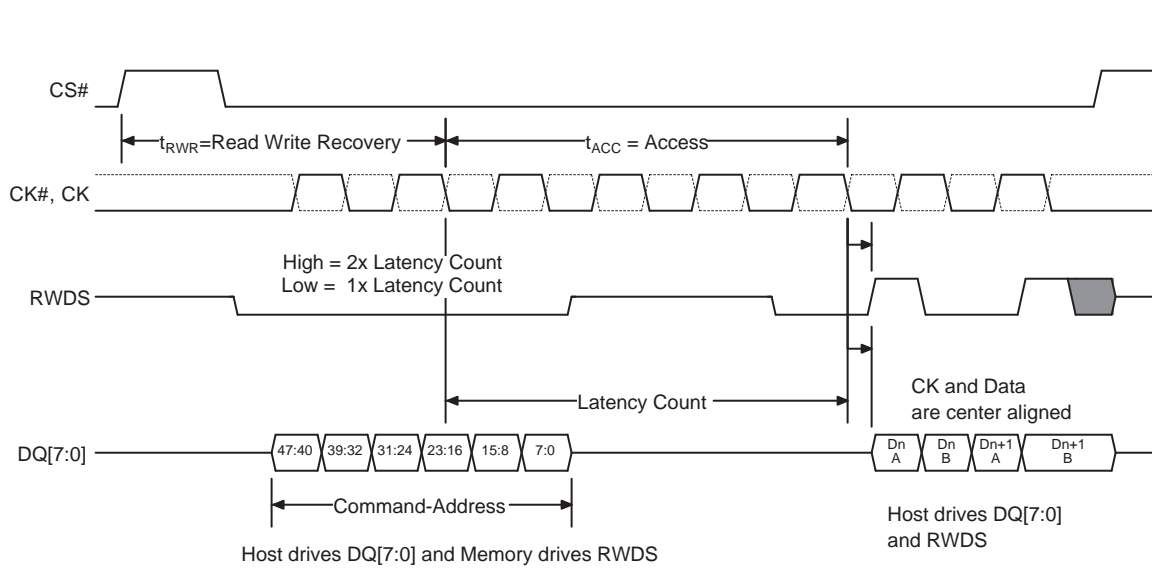 CS#
tRWR=Read Write Recovery
tACC = Access
CK#, CK
High = 2x Latency Count
Low = 1x Latency Count
RWDS
Latency Count
CK and Data
are center aligned
DQ[7:0]
47:40 39:32 31:24 23:16 15:8 7:0
Dn Dn Dn+1 Dn+1
A B A B
Command-Address
Host drives DQ[7:0]
and RWDS
Host drives DQ[7:0] and Memory drives RWDS